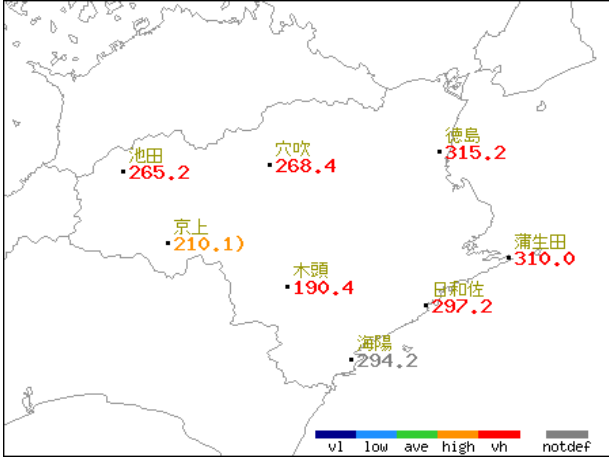 徳島
315.2
穴吹
268.4
池田
265.2
京上
210.1)
蒲生田
310.0
木頭
190.4
日和佐
297.2
海陽
294.2
vl low ave high vh notdef